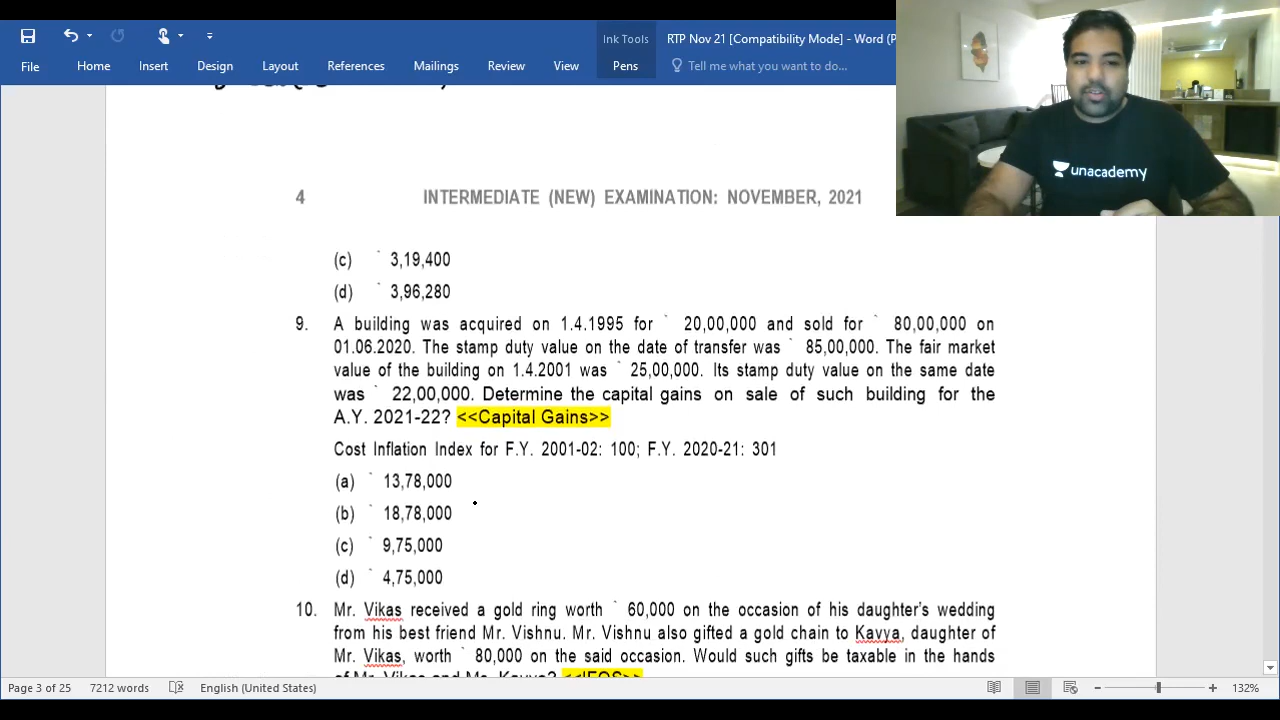 Ink Tools
RTP Nov 21 [Compatibility Mode] - Word (P
File
Home
Insert
Design
Layout
References
Mailings
Review
View
Pens
Tell me what you want to do...
unacademy
4 INTERMEDIATE (NEW) EXAMINATION: NOVEMBER, 2021
(c) ` 3,19,400
(d) ` 3,96,280
9. A building was acquired on 1.4.1995 for ` 20,00,000 and sold for ` 80,00,000 on
01.06.2020. The stamp duty value on the date of transfer was ` 85,00,000. The fair market
value of the building on 1.4.2001 was ` 25,00,000. Its stamp duty value on the same date
was ` 22,00,000. Determine the capital gains on sale of such building for the
A.Y. 2021-22? <<Capital Gains>>
Cost Inflation Index for F.Y. 2001-02: 100; F.Y. 2020-21: 301
(a) ` 13,78,000
(b) ` 18,78,000
(c) ` 9,75,000
(d) ` 4,75,000
10. Mr. Vikas received a gold ring worth ` 60,000 on the occasion of his daughter's wedding
from his best friend Mr. Vishnu. Mr. Vishnu also gifted a gold chain to Kavya, daughter of
Mr. Vikas, worth ` 80,000 on the said occasion. Would such gifts be taxable in the hands
of Mr. Vikas and Ms. Kavya? <<IFOS>>
Page 3 of 25
7212 words
English (United States)
132%